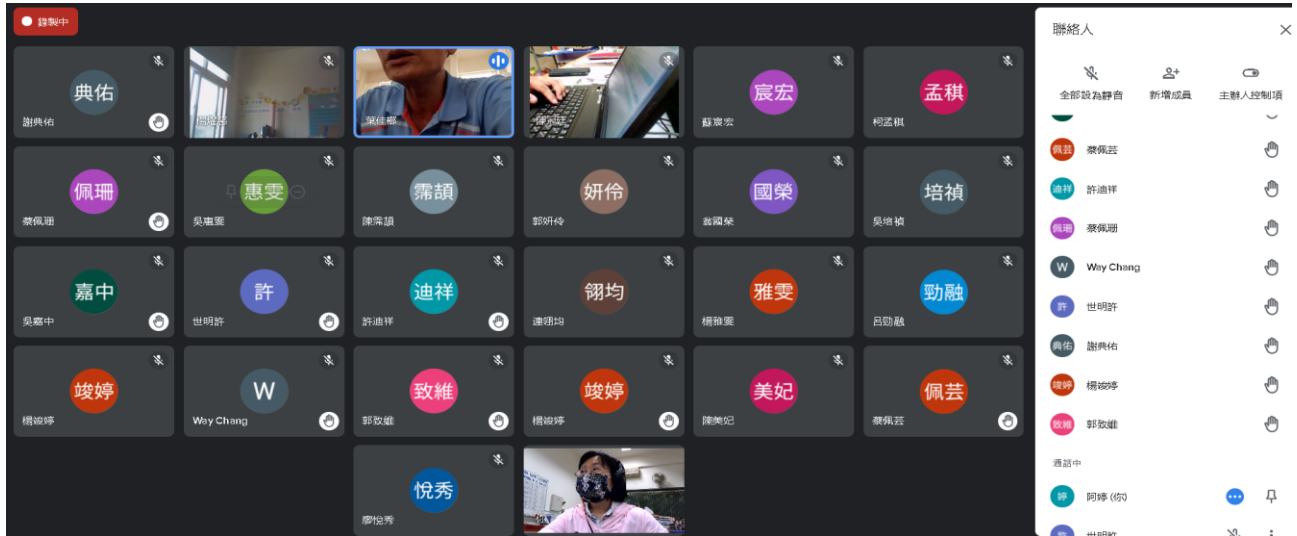 錄製中
聯絡人
典佑
宸宏
孟稘
全部設為靜音
新增成員
主辦人控制項
謝典佑
葉佳郡
蘇宸宏
柯孟稘
佩芸
蔡佩芸
佩珊
惠雯
霈頡
妍伶
國榮
培禎
迪祥
許迪祥
蔡佩珊
吳惠雯
陳霈頡
郭妍伶
翁國榮
吳培禎
佩珊
蔡佩珊
W
Way Chang
嘉中
許
迪祥
翎均
雅雯
勁融
許
世明許
吳嘉中
世明許
許迪祥
連翎均
楊雅雯
呂勁融
典佑
謝典佑
竣婷
W
致維
竣婷
美妃
佩芸
竣婷
楊竣婷
楊竣婷
Way Chang
郭致維
楊竣婷
陳美妃
蔡佩芸
致維
郭致維
通話中
悅秀
婷
阿婷 (你)
廖悅秀
許
世明許